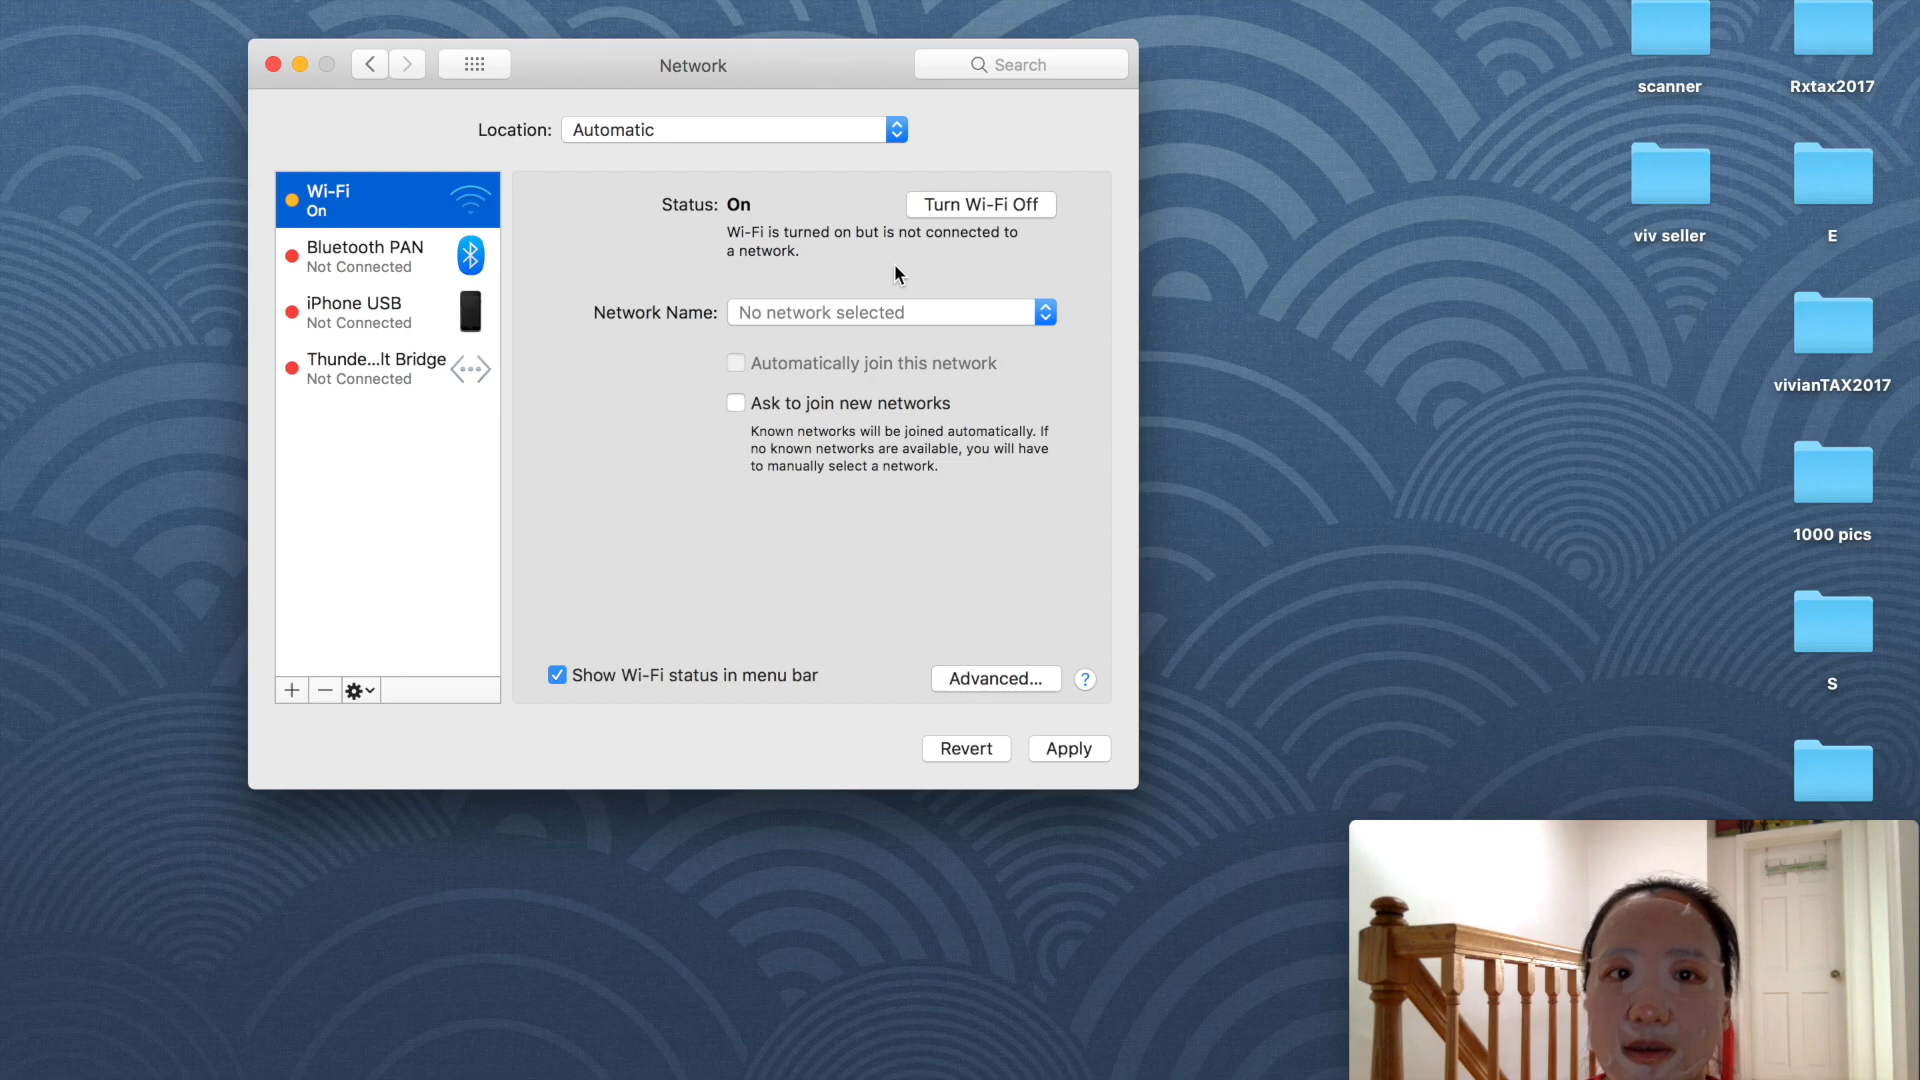 Network
Search
Location: Automatic
Wi-Fi
On
Bluetooth PAN
Not Connected
iPhone USB
Not Connected
Thunde...lt Bridge
Not Connected
Status: On
Turn Wi-Fi Off
Wi-Fi is turned on but is not connected to
a network.
Network Name: No network selected
Automatically join this network
Ask to join new networks
Known networks will be joined automatically. If
no known networks are available, you will have
to manually select a network.
Show Wi-Fi status in menu bar
Advanced...
?
Revert
Apply
scanner
Rxtax2017
viv seller
E
vivianTAX2017
1000 pics
S